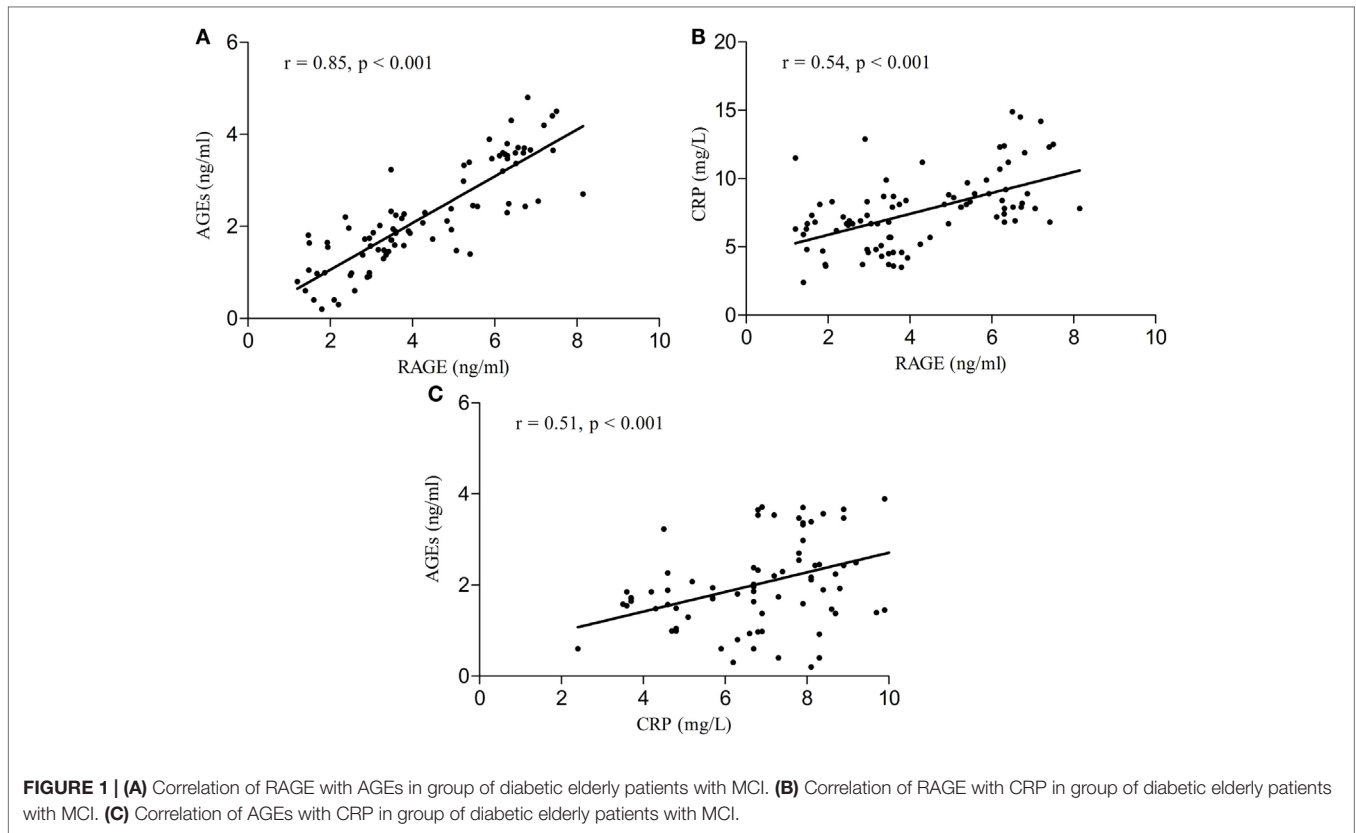 A
6
r = 0.85, p < 0.001
4
AGEs (ng/ml)
2
0
0 2 4 6 8 10
RAGE (ng/ml)
B
20
r = 0.54, p < 0.001
15
CRP (mg/L)
10
5
0
0 2 4 6 8 10
RAGE (ng/ml)
C
6
r = 0.51, p < 0.001
4
AGEs (ng/ml)
2
0
0 2 4 6 8 10
CRP (mg/L)
FIGURE 1 | (A) Correlation of RAGE with AGEs in group of diabetic elderly patients with MCI. (B) Correlation of RAGE with CRP in group of diabetic elderly patients
with MCI. (C) Correlation of AGEs with CRP in group of diabetic elderly patients with MCI.